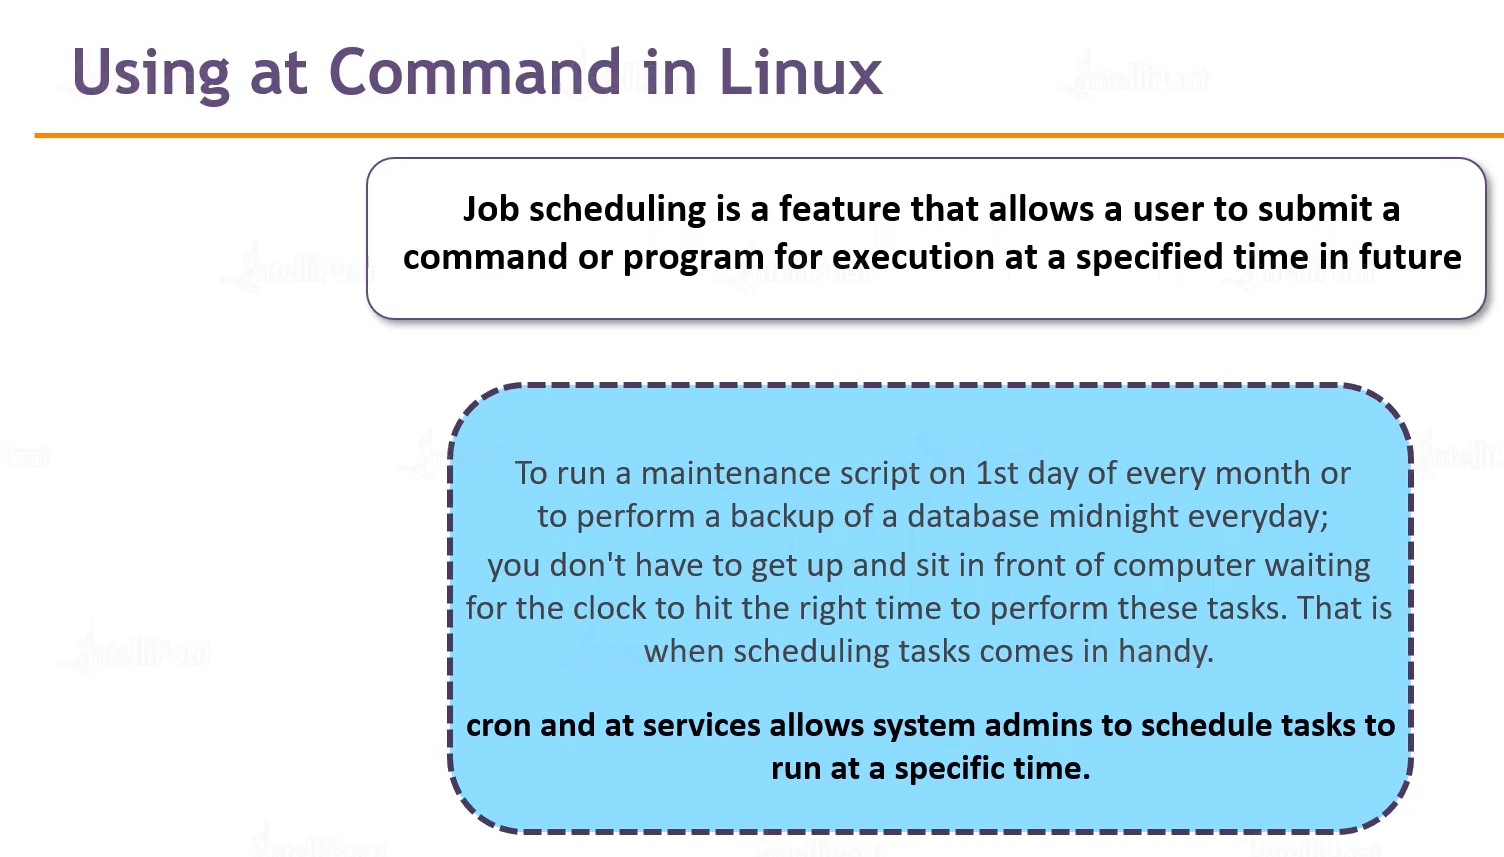 Using at Command in Linux
Job scheduling is a feature that allows a user to submit a
command or program for execution at a specified time in future
To run a maintenance script on 1st day of every month or
to perform a backup of a database midnight everyday;
you don't have to get up and sit in front of computer waiting
for the clock to hit the right time to perform these tasks. That is
when scheduling tasks comes in handy.
cron and at services allows system admins to schedule tasks to
run at a specific time.